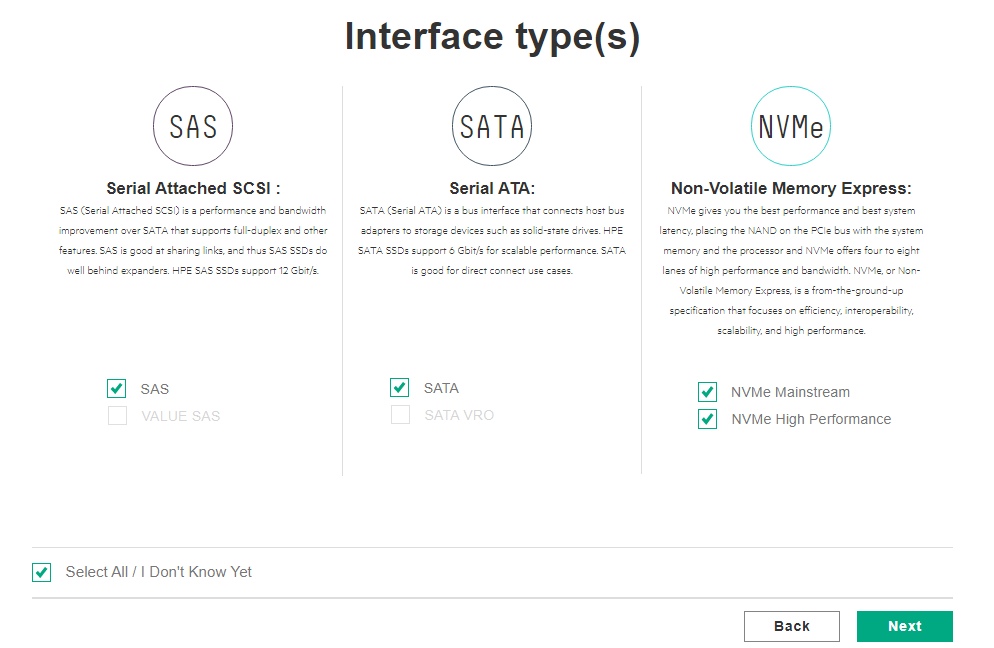 Interface type(s)
SAS
Serial Attached SCSI :
SAS (Serial Attached SCSI) is a performance and bandwidth
improvement over SATA that supports full-duplex and other
features. SAS is good at sharing links, and thus SAS SSDs do
well behind expanders. HPE SAS SSDs support 12 Gbit/s.
SAS
VALUE SAS
SATA
Serial ATA:
SATA (Serial ATA) is a bus interface that connects host bus
adapters to storage devices such as solid-state drives. HPE
SATA SSDs support 6 Gbit/s for scalable performance. SATA
is good for direct connect use cases.
SATA
SATA VRO
NVMe
Non-Volatile Memory Express:
NVMe gives you the best performance and best system
latency, placing the NAND on the PCIe bus with the system
memory and the processor and NVMe offers four to eight
lanes of high performance and bandwidth. NVMe, or Non-
Volatile Memory Express, is a from-the-ground-up
specification that focuses on efficiency, interoperability,
scalability, and high performance.
NVMe Mainstream
NVMe High Performance
Select All / I Don't Know Yet
Back
Next